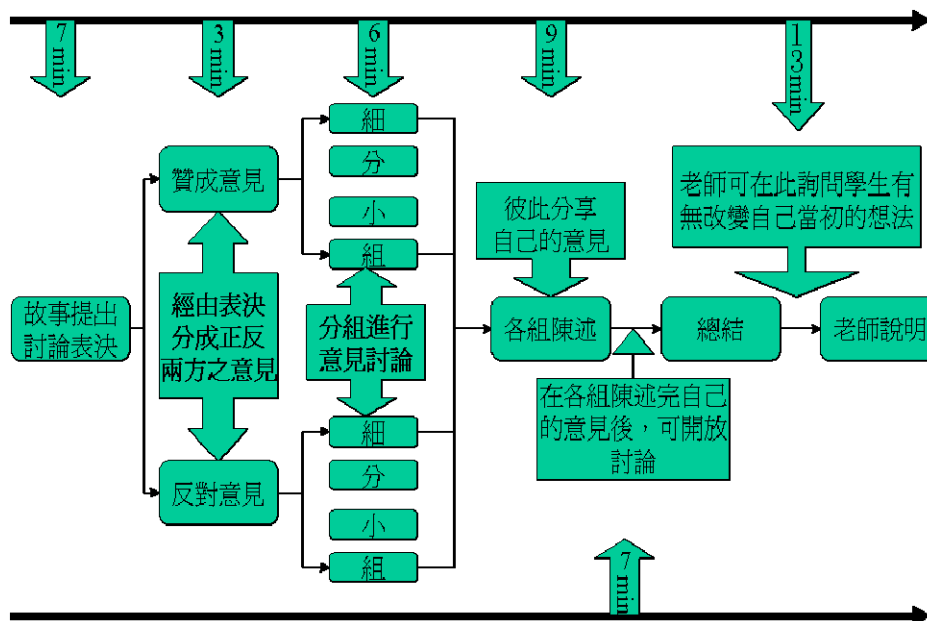 7 min
3 min
6 min
9 min
13 min
故事提出
討論表決
贊成意見
經由表決
分成正反
兩方之意見
反對意見
細
分
小
組
分組進行
意見討論
細
分
小
組
彼此分享
自己的意見
各組陳述
在各組陳述完自己
的意見後，可開放
討論
總結
老師可在此詢問學生有
無改變自己當初的想法
老師說明
7 min